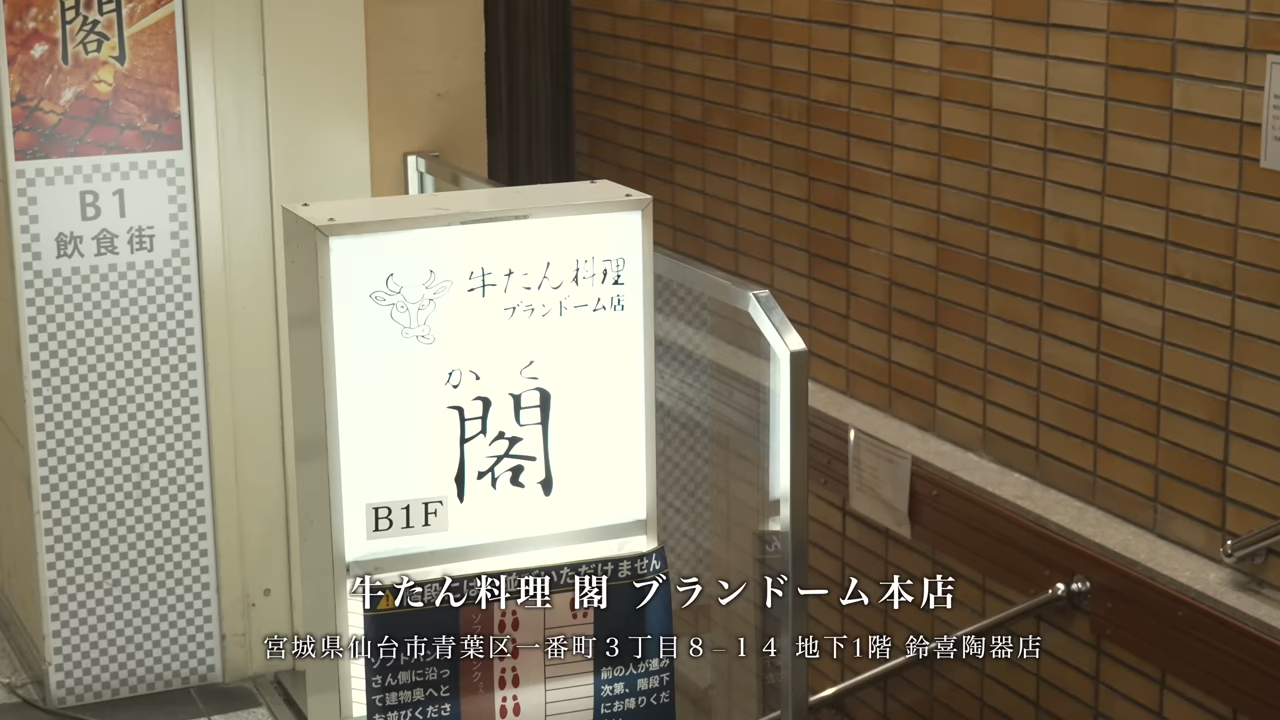 閣
B1
飲食街
牛たん料理
ブランドーム店
かく
閣
B1F
牛たん料理 閣 ブランドーム本店
宮城県仙台市青葉区一番町３丁目８−１４ 地下1階 鈴喜陶器店
さん側に沿っ
て建物奥へと
お並びくださ
前の人が進み
次第、階段下
にお降りくだ